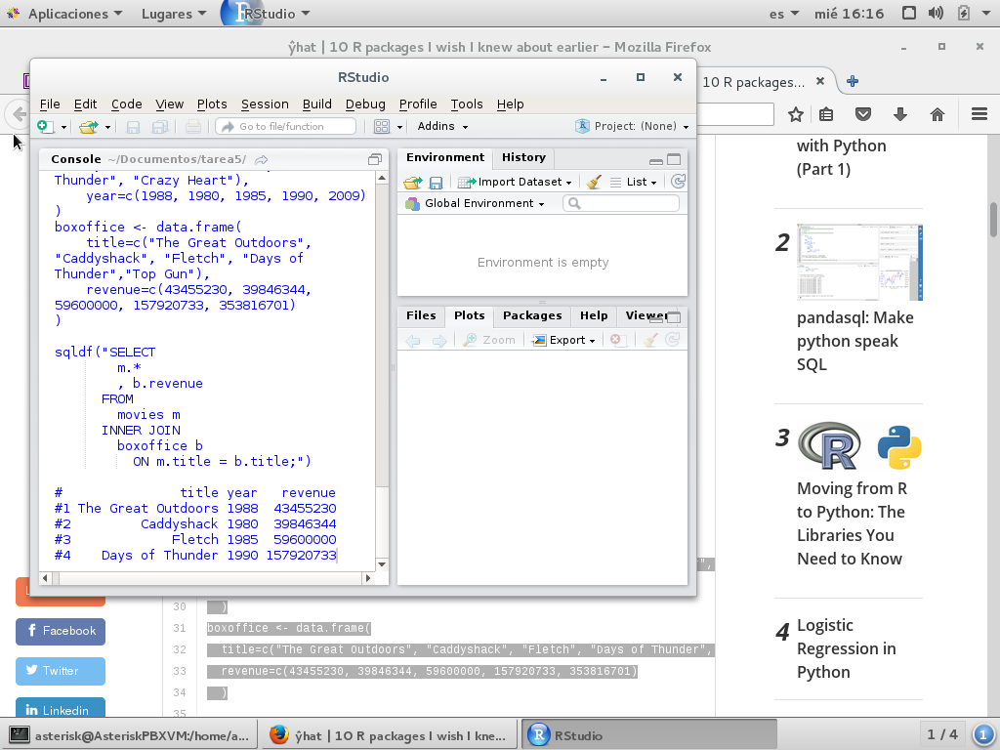 Aplicaciones Lugares RStudio es mié 16:16
ŷhat | 10 R packages I wish I knew about earlier – Mozilla Firefox
10 R packages...
RStudio
File Edit Code View Plots Session Build Debug Profile Tools Help
Go to file/function Addins Project: (None)
Console ~/Documentos/tarea5/
Thunder", "Crazy Heart"),
year=c(1988, 1980, 1985, 1990, 2009)
)
boxoffice <- data.frame(
title=c("The Great Outdoors",
"Caddyshack", "Fletch", "Days of
Thunder","Top Gun"),
revenue=c(43455230, 39846344,
59600000, 157920733, 353816701)
)
sqldf("SELECT
m.*
, b.revenue
FROM
movies m
INNER JOIN
boxoffice b
ON m.title = b.title;")
# title year revenue
#1 The Great Outdoors 1988 43455230
#2 Caddyshack 1980 39846344
#3 Fletch 1985 59600000
#4 Days of Thunder 1990 157920733
Environment History
Import Dataset List
Global Environment
Environment is empty
Files Plots Packages Help Viewer
Zoom Export
with Python
(Part 1)
2
pandasql: Make
python speak
SQL
3
Moving from R
to Python: The
Libraries You
Need to Know
4
Logistic
Regression in
Python
Facebook
Twitter
Linkedin
",
30 )
31 boxoffice <- data.frame(
32 title=c("The Great Outdoors", "Caddyshack", "Fletch", "Days of Thunder",
33 revenue=c(43455230, 39846344, 59600000, 157920733, 353816701)
34 )
35
asterisk@AsteriskPBXVM:/home/a... ŷhat | 10 R packages I wish I kne... RStudio 1 / 4 1